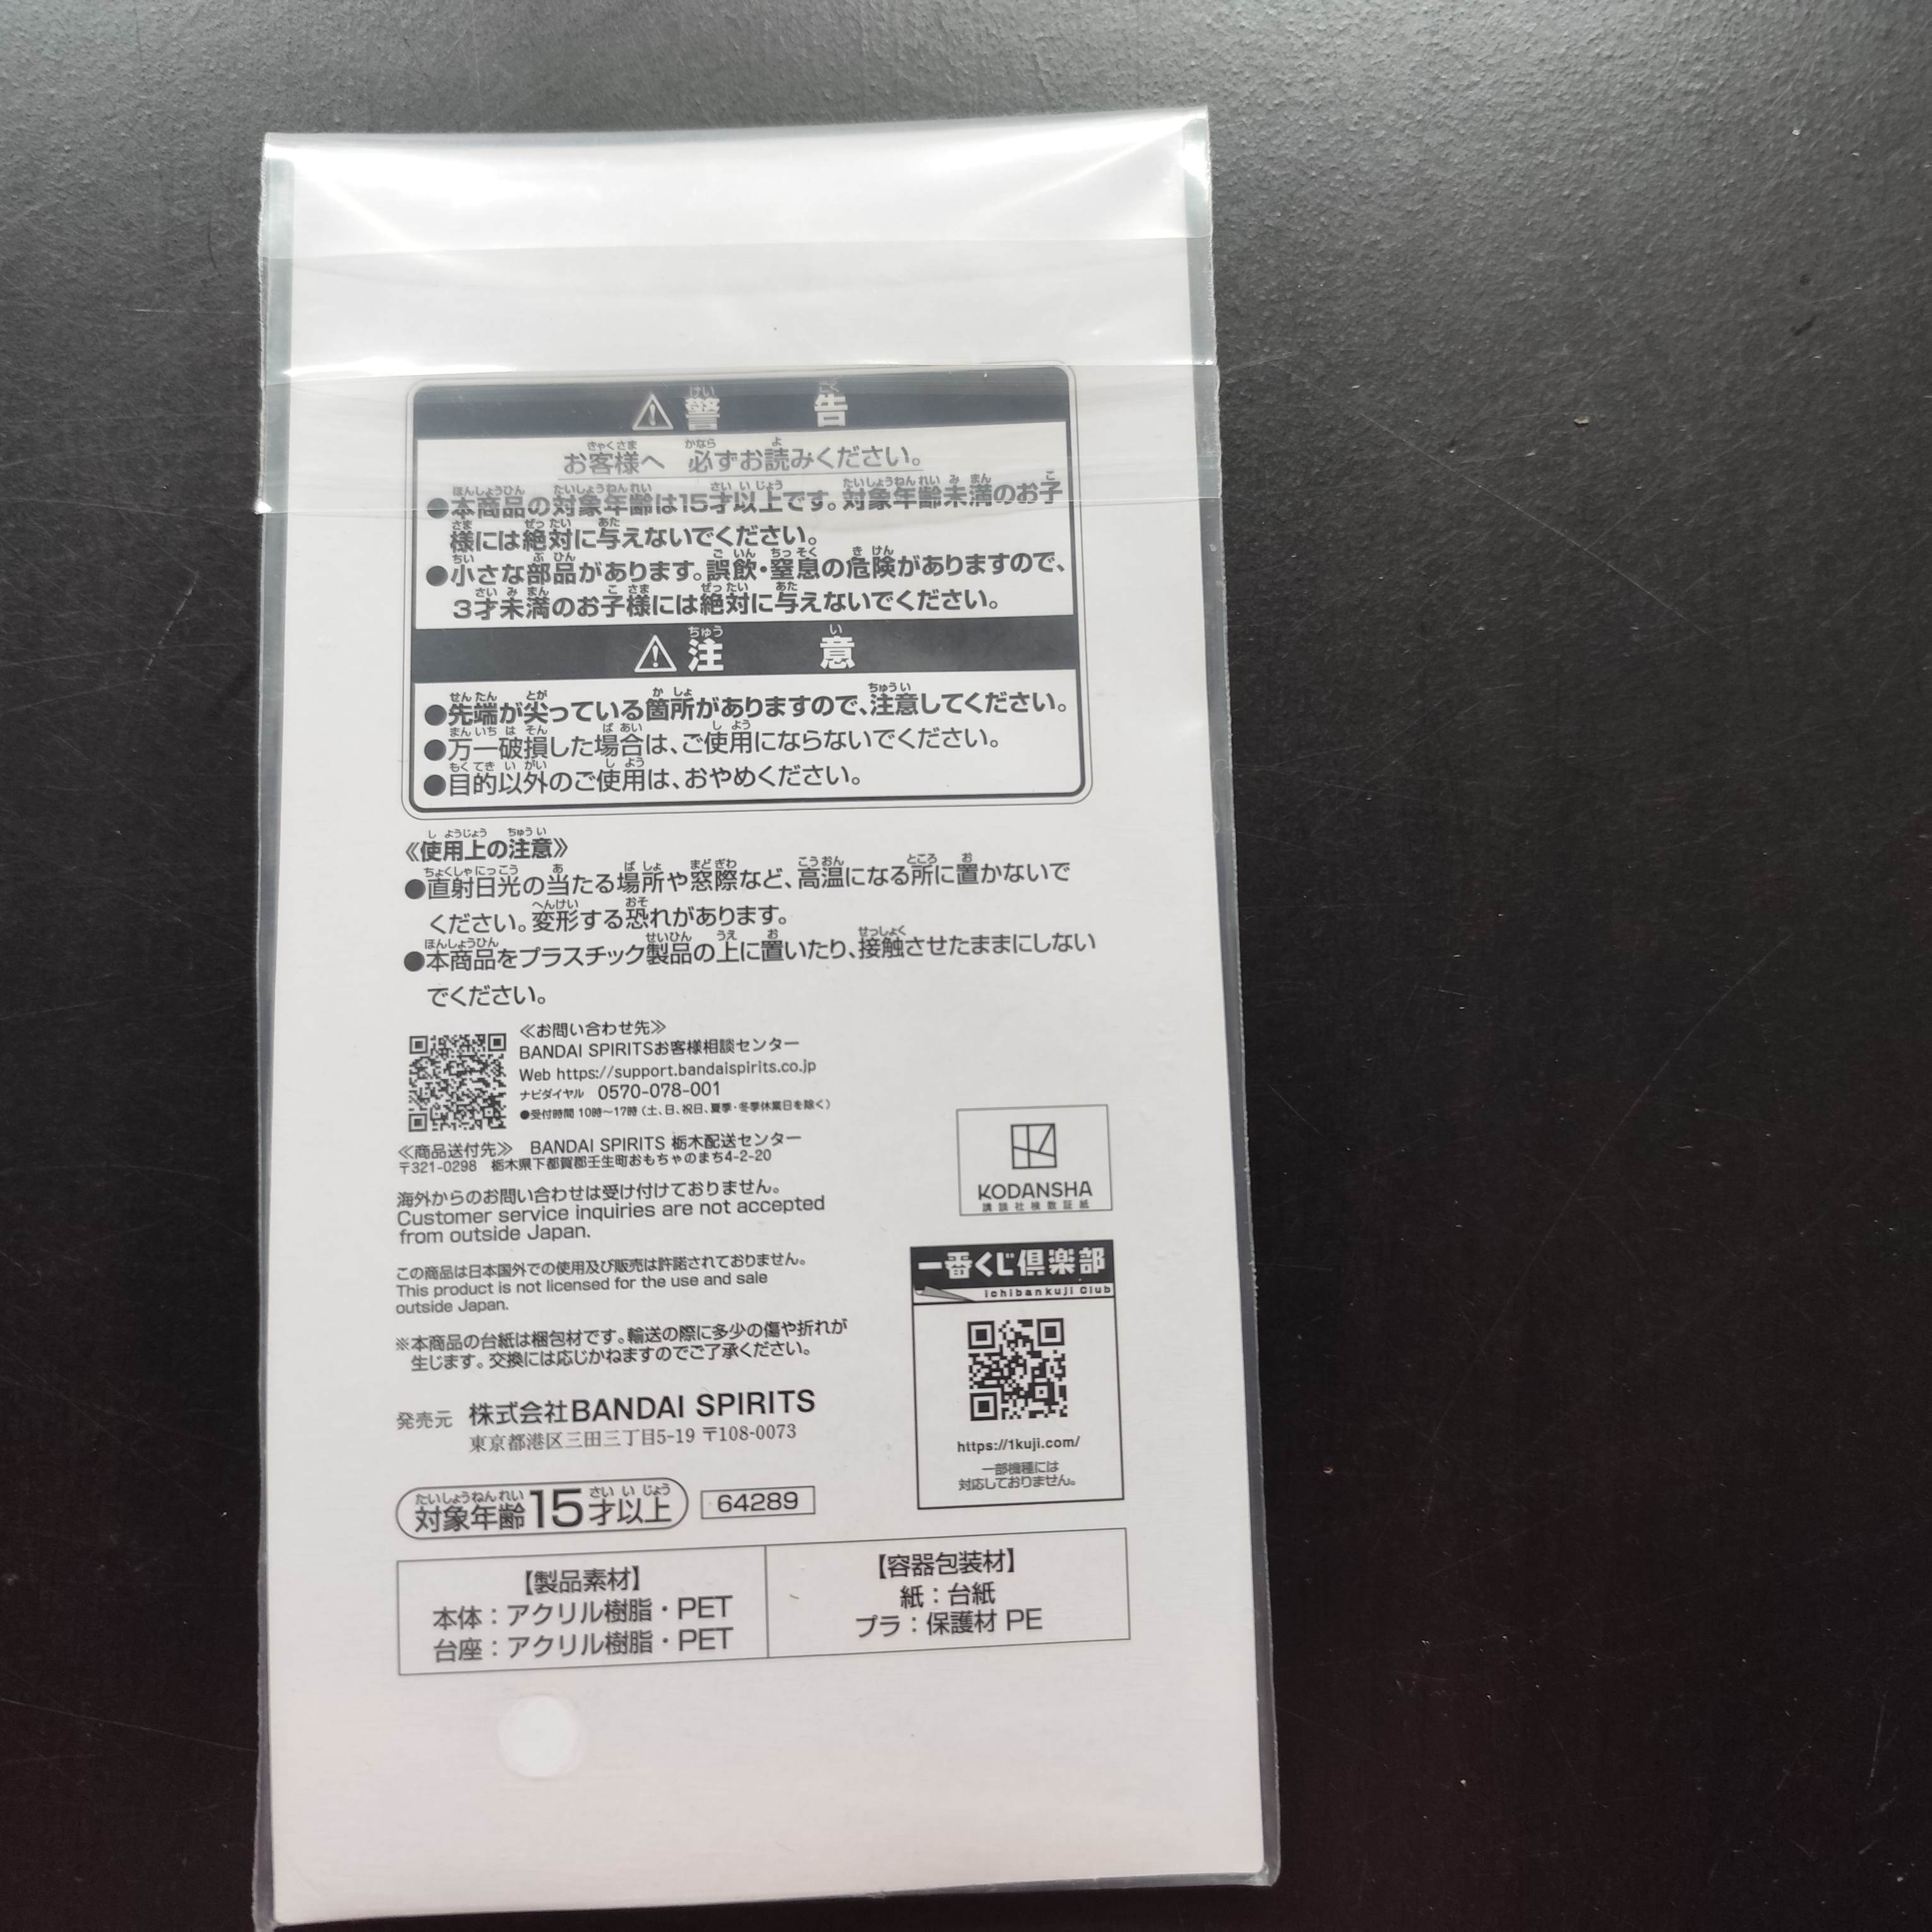 ⚠警告
お客様へ 必ずお読みください。
●本商品の対象年齢は15才以上です。対象年齢未満のお子
様には絶対に与えないでください。
●小さな部品があります。誤飲・窒息の危険がありますので、
3才未満のお子様には絶対に与えないでください。
⚠注意
●先端が尖っている箇所がありますので、注意してください。
●万一破損した場合は、ご使用にならないでください。
●目的以外のご使用は、おやめください。
《使用上の注意》
●直射日光の当たる場所や窓際など、高温になる所に置かないで
ください。変形する恐れがあります。
●本商品をプラスチック製品の上に置いたり、接触させたままにしない
でください。
≪お問い合わせ先≫
BANDAI SPIRITSお客様相談センター
Web https://support.bandaispirits.co.jp
ナビダイヤル 0570-078-001
●受付時間 10時〜17時(土、日、祝日、夏季・冬季休業日を除く)
≪商品送付先≫ BANDAI SPIRITS 栃木配送センター
〒321-0298 栃木県下都賀郡壬生町おもちゃのまち4-2-20
海外からのお問い合わせは受け付けておりません。
Customer service inquiries are not accepted
from outside Japan.
この商品は日本国外での使用及び販売は許諾されておりません。
This product is not licensed for the use and sale
outside Japan.
※本商品の台紙は梱包材です。輸送の際に多少の傷や折れが
生じます。交換には応じかねますのでご了承ください。
発売元 株式会社BANDAI SPIRITS
東京都港区三田三丁目5-19 〒108-0073
対象年齢15才以上
64289
KODANSHA
講談社検数証紙
一番くじ倶楽部
Ichibankuji Club
https://1kuji.com/
一部機種には
対応しておりません。
【製品素材】
本体:アクリル樹脂・PET
台座:アクリル樹脂・PET
【容器包装材】
紙:台紙
プラ:保護材 PE